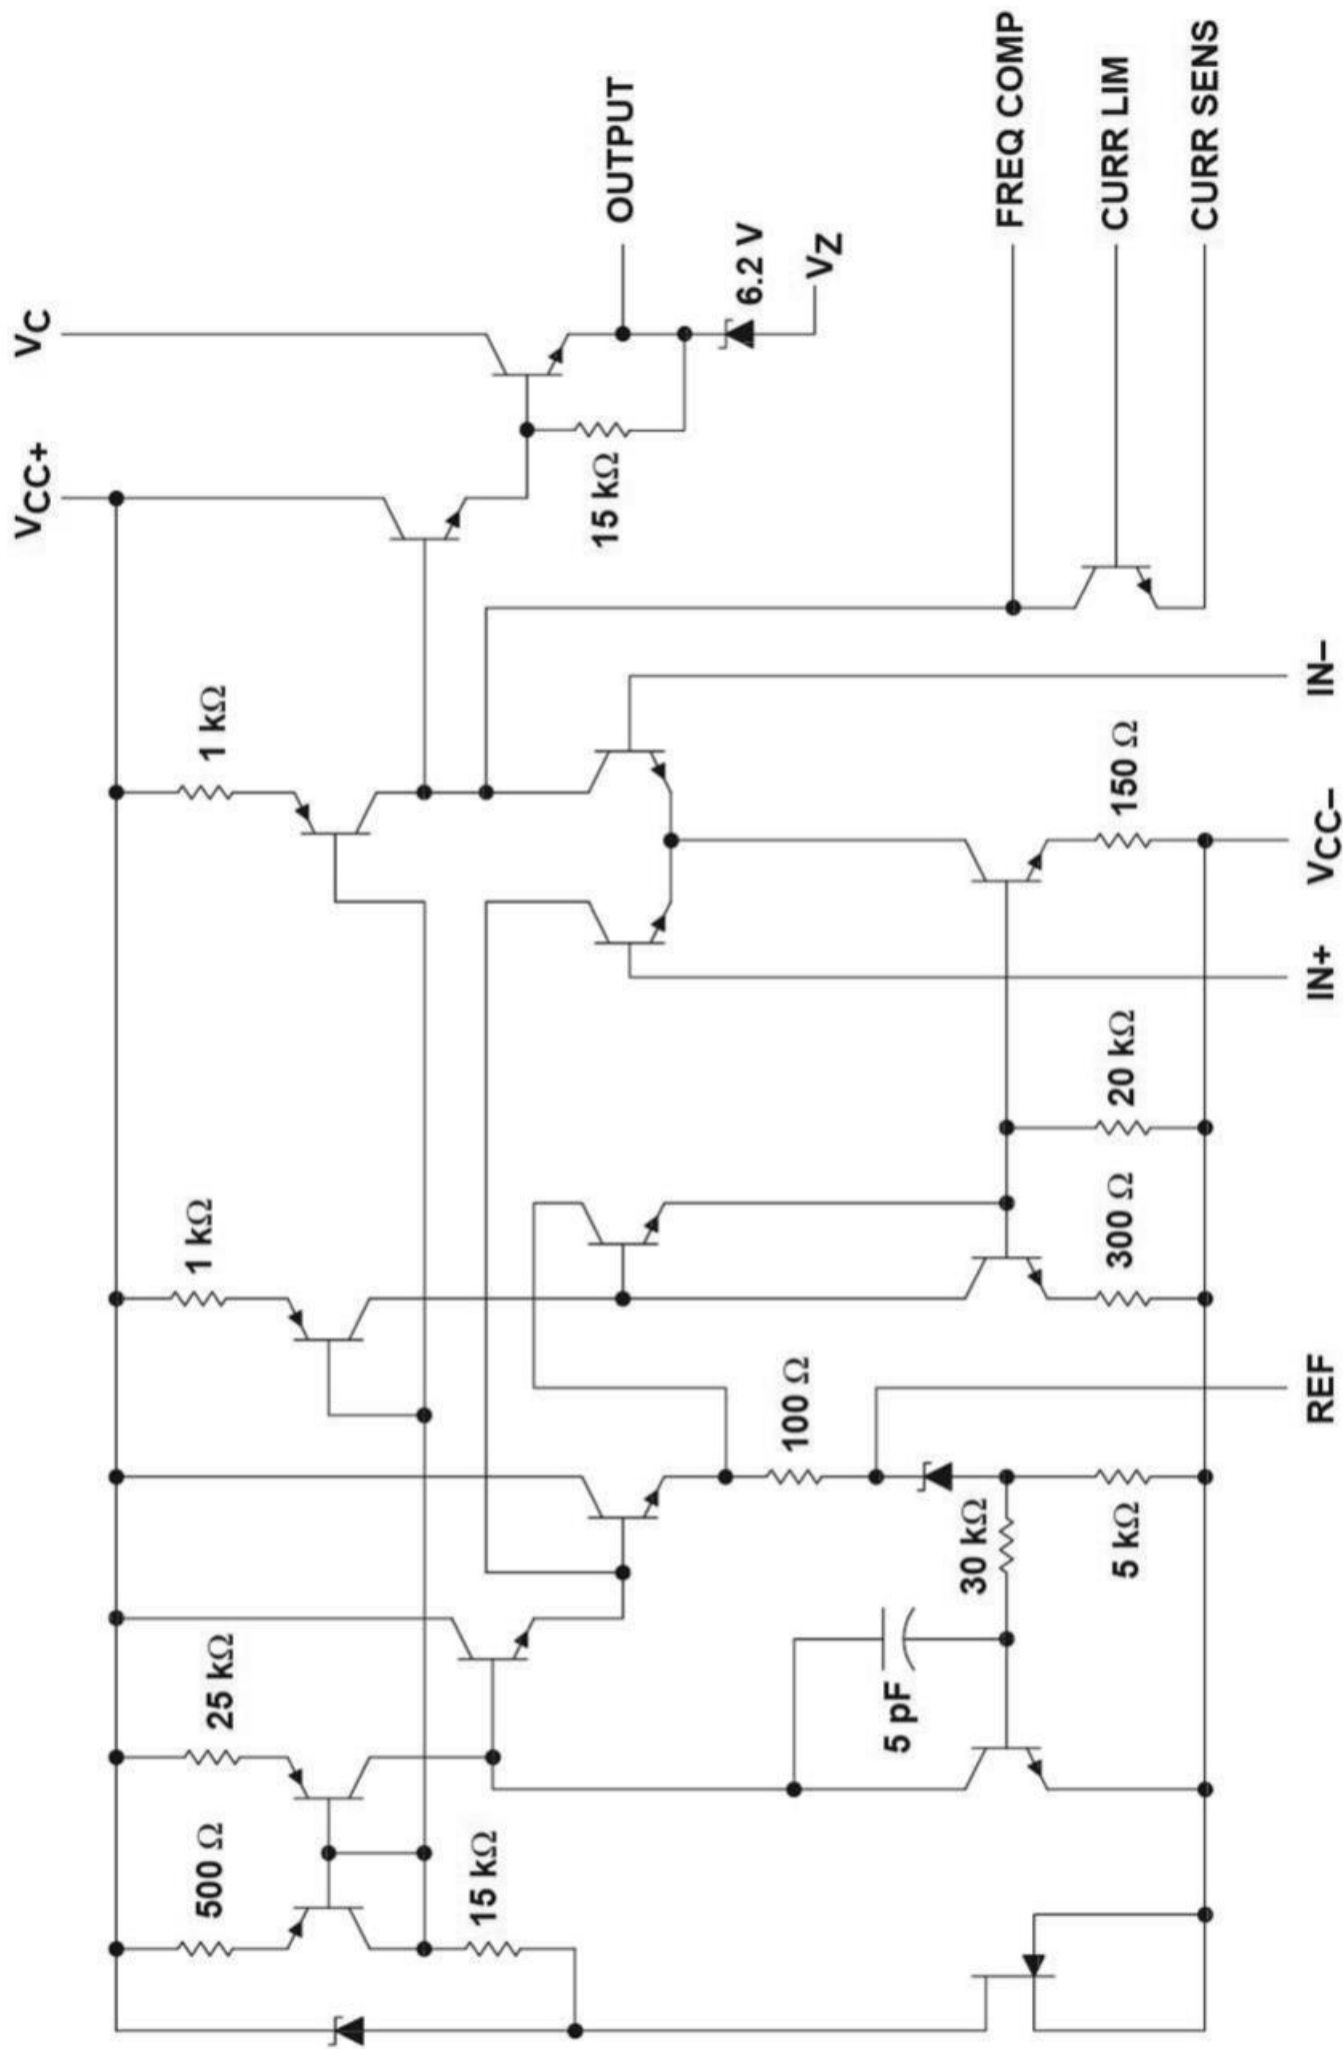 VCC+
VC
500 Ω
25 kΩ
1 kΩ
1 kΩ
15 kΩ
15 kΩ
OUTPUT
6.2 V
VZ
100 Ω
5 pF
30 kΩ
5 kΩ
300 Ω
20 kΩ
150 Ω
FREQ COMP
CURR LIM
CURR SENS
REF
IN+
VCC–
IN–